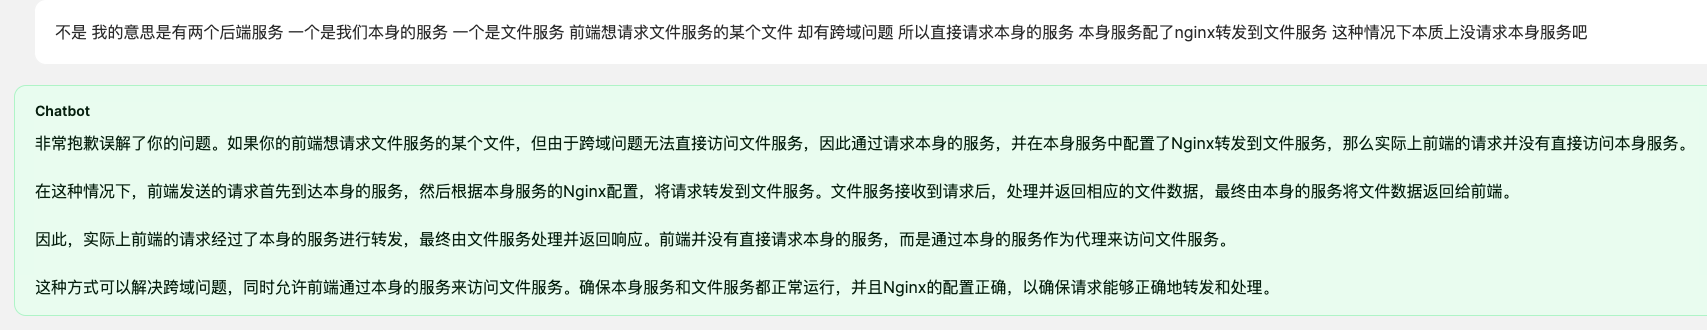 不是 我的意思是有两个后端服务 一个是我们本身的服务 一个是文件服务 前端想请求文件服务的某个文件 却有跨域问题 所以直接请求本身的服务 本身服务配了nginx转发到文件服务 这种情况下本质上没请求本身服务吧
Chatbot
非常抱歉误解了你的问题。如果你的前端想请求文件服务的某个文件，但由于跨域问题无法直接访问文件服务，因此通过请求本身的服务，并在本身服务中配置了Nginx转发到文件服务，那么实际上前端的请求并没有直接访问本身服务。
在这种情况下，前端发送的请求首先到达本身的服务，然后根据本身服务的Nginx配置，将请求转发到文件服务。文件服务接收到请求后，处理并返回相应的文件数据，最终由本身的服务将文件数据返回给前端。
因此，实际上前端的请求经过了本身的服务进行转发，最终由文件服务处理并返回响应。前端并没有直接请求本身的服务，而是通过本身的服务作为代理来访问文件服务。
这种方式可以解决跨域问题，同时允许前端通过本身的服务来访问文件服务。确保本身服务和文件服务都正常运行，并且Nginx的配置正确，以确保请求能够正确地转发和处理。